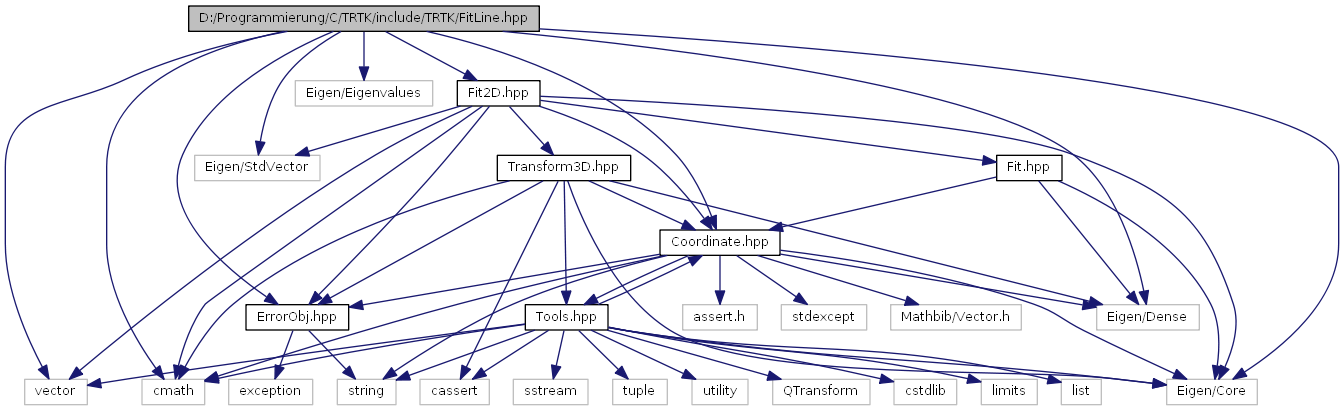 D:/Programmierung/C/TRTK/include/TRTK/FitLine.hpp
Eigen/Eigenvalues
Fit2D.hpp
Eigen/StdVector
Transform3D.hpp
Fit.hpp
Coordinate.hpp
ErrorObj.hpp
Tools.hpp
assert.h
stdexcept
Mathbib/Vector.h
Eigen/Dense
vector
cmath
exception
string
cassert
sstream
tuple
utility
QTransform
cstdlib
limits
list
Eigen/Core